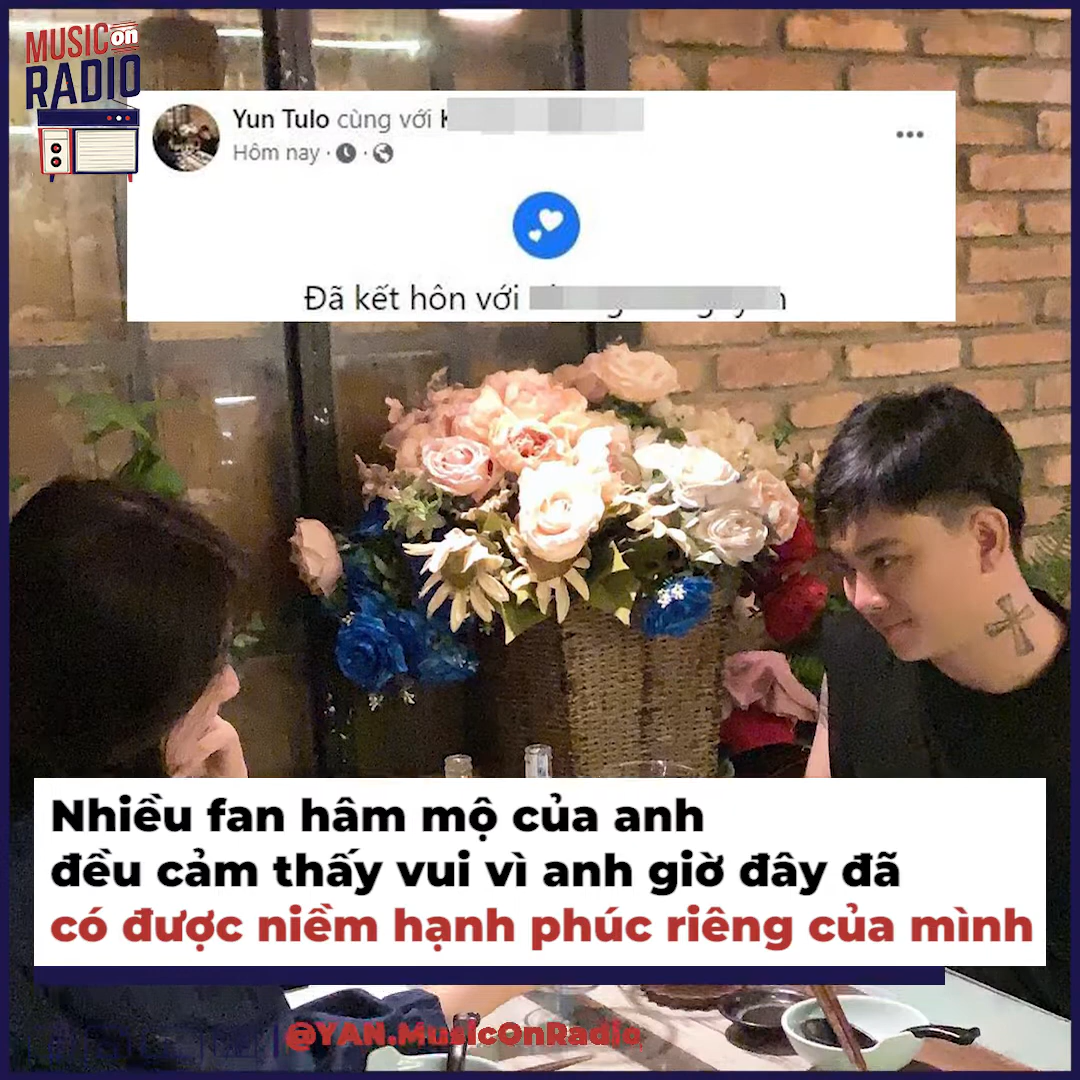 MUSIC on
RADIO
Yun Tulo cùng với
Hôm nay
Đã kết hôn với
Nhiều fan hâm mộ của anh
đều cảm thấy vui vì anh giờ đây đã
có được niềm hạnh phúc riêng của mình
@YAN.MusicOnRadio